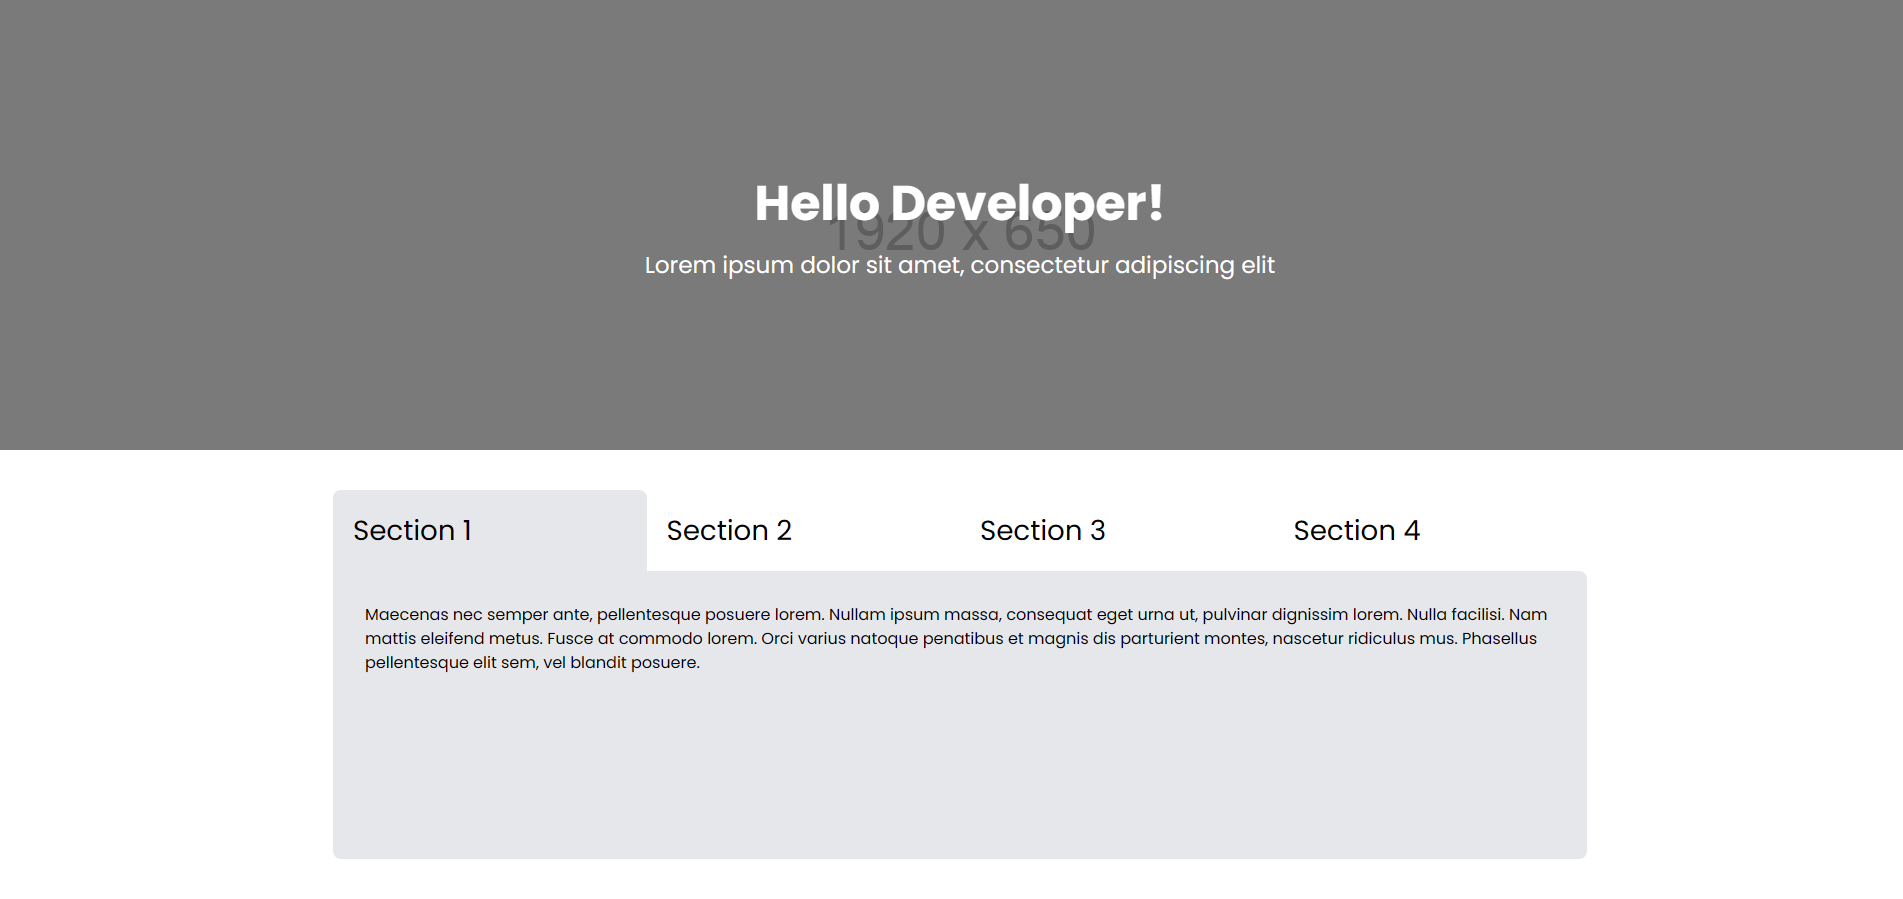 Hello Developer!
1920 x 650
Lorem ipsum dolor sit amet, consectetur adipiscing elit
Section 1
Section 2
Section 3
Section 4
Maecenas nec semper ante, pellentesque posuere lorem. Nullam ipsum massa, consequat eget urna ut, pulvinar dignissim lorem. Nulla facilisi. Nam
mattis eleifend metus. Fusce at commodo lorem. Orci varius natoque penatibus et magnis dis parturient montes, nascetur ridiculus mus. Phasellus
pellentesque elit sem, vel blandit posuere.